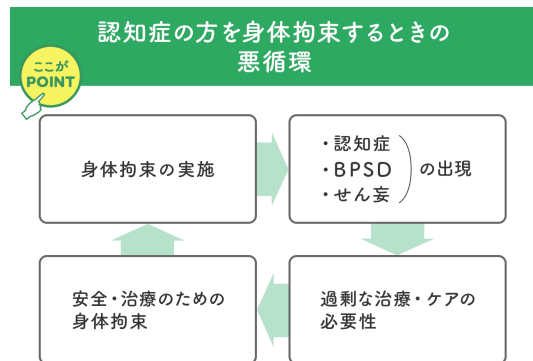 認知症の方を身体拘束するときの
悪循環
ここが
POINT
身体拘束の実施
・認知症
・BPSD
・せん妄
の出現
安全・治療のための
身体拘束
過剰な治療・ケアの
必要性